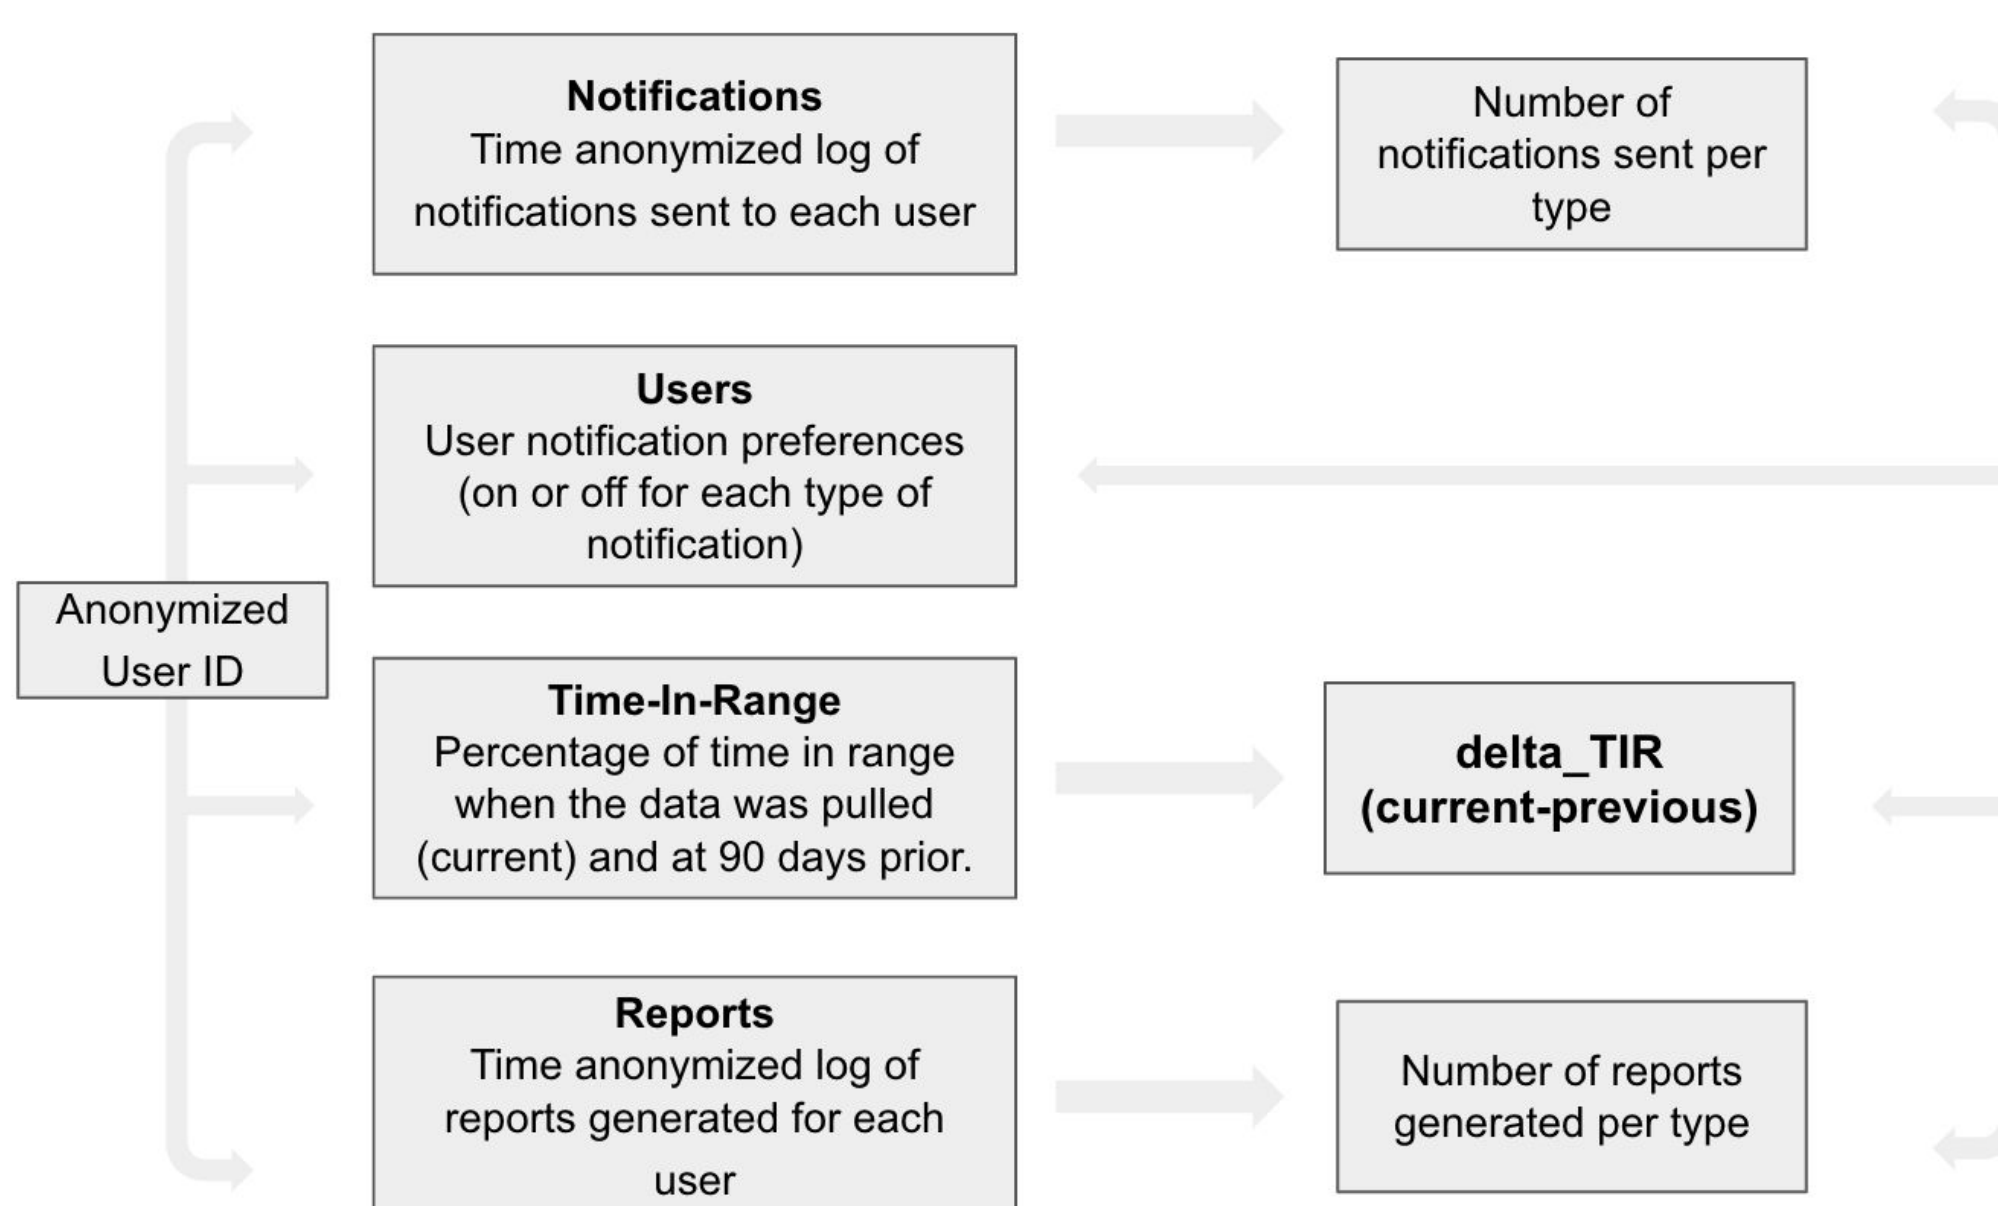 Notifications
Time anonymized log of
notifications sent to each user
Number of
notifications sent per
type
Users
User notification preferences
(on or off for each type of
notification)
Anonymized
User ID
Time-In-Range
Percentage of time in range
when the data was pulled
(current) and at 90 days prior.
delta_TIR
(current-previous)
Reports
Time anonymized log of
reports generated for each
user
Number of reports
generated per type